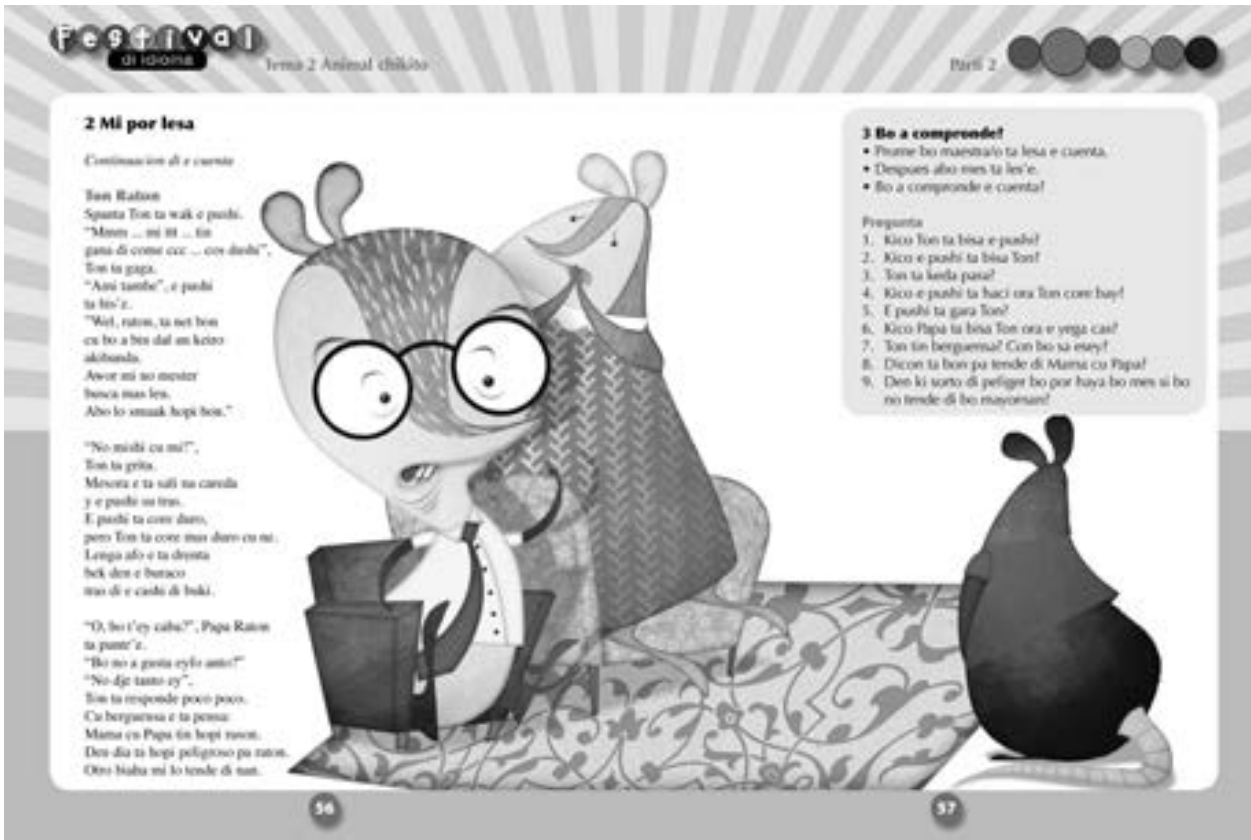 Festival
di idioma
Tema 2 Animal chikito
Parti 2
2 Mi por lesa
Continuacion di e cuenta
Ton Raton
Spanta Ton ta wak e pushi.
“Mmm ... mi ttt ... tin
gana di come ccc ... cos dushi”,
Ton ta gaga.
“Ami tambe”, e pushi
ta bis’e.
“Wel, raton, ta net bon
cu bo a bin dal un keiro
akibanda.
Awor mi no mester
busca mas leu.
Abo lo smaak hopi bon.”
“No mishi cu mi!”,
Ton ta grita.
Mesora e ta sali na careda
y e pushi su tras.
E pushi ta core duro,
pero Ton ta core mas duro cu ne.
Lenga afo e ta drenta
bek den e buraco
tras di e cashi di buki.
“O, bo t’ey caba?”, Papa Raton
ta puntr’e.
“Bo no a gusta eyfo anto?”
“No dje tanto ey”,
Ton ta responde poco poco.
Cu berguensa e ta pensa:
Mama cu Papa tin hopi rason.
Den dia ta hopi peligroso pa raton.
Otro biaha mi lo tende di nan.
3 Bo a compronde?
• Prome bo maestra/o ta lesa e cuenta.
• Despues abo mes ta les’e.
• Bo a compronde e cuenta?
Pregunta
1. Kico Ton ta bisa e pushi?
2. Kico e pushi ta bisa Ton?
3. Ton ta keda para?
4. Kico e pushi ta haci ora Ton core bay?
5. E pushi ta gara Ton?
6. Kico Papa ta bisa Ton ora e yega cas?
7. Ton tin berguensa? Con bo sa esey?
8. Dicon ta bon pa tende di Mama cu Papa?
9. Den ki sorto di peliger bo por haya bo mes si bo
no tende di bo mayornan?
56
57